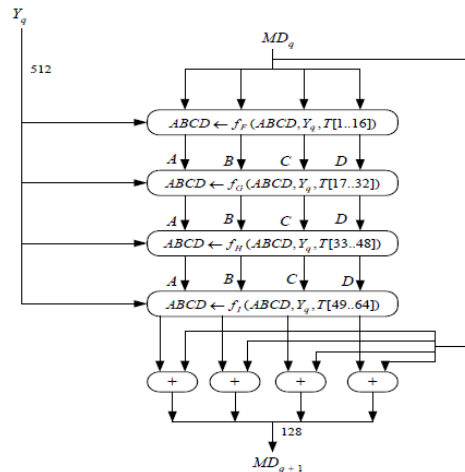 Y_q
512
MD_q
ABCD ← f_F (ABCD, Y_q, T[1..16])
A B C D
ABCD ← f_G (ABCD, Y_q, T[17..32])
A B C D
ABCD ← f_H (ABCD, Y_q, T[33..48])
A B C D
ABCD ← f_I (ABCD, Y_q, T[49..64])
+ + + +
128
MD_{q+1}